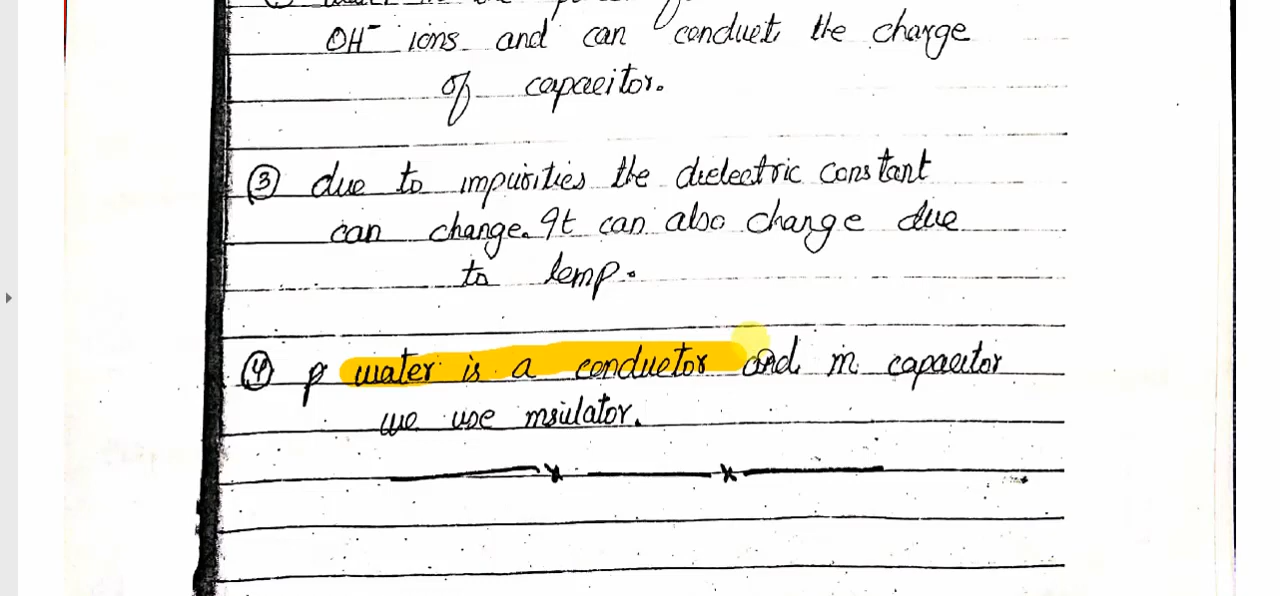 OH⁻ ions and can conduct the charge
of capacitor.
③ due to impurities the dielectric constant
can change. It can also change due
to temp.
④ p water is a conductor and in capacitor
we use insulator.